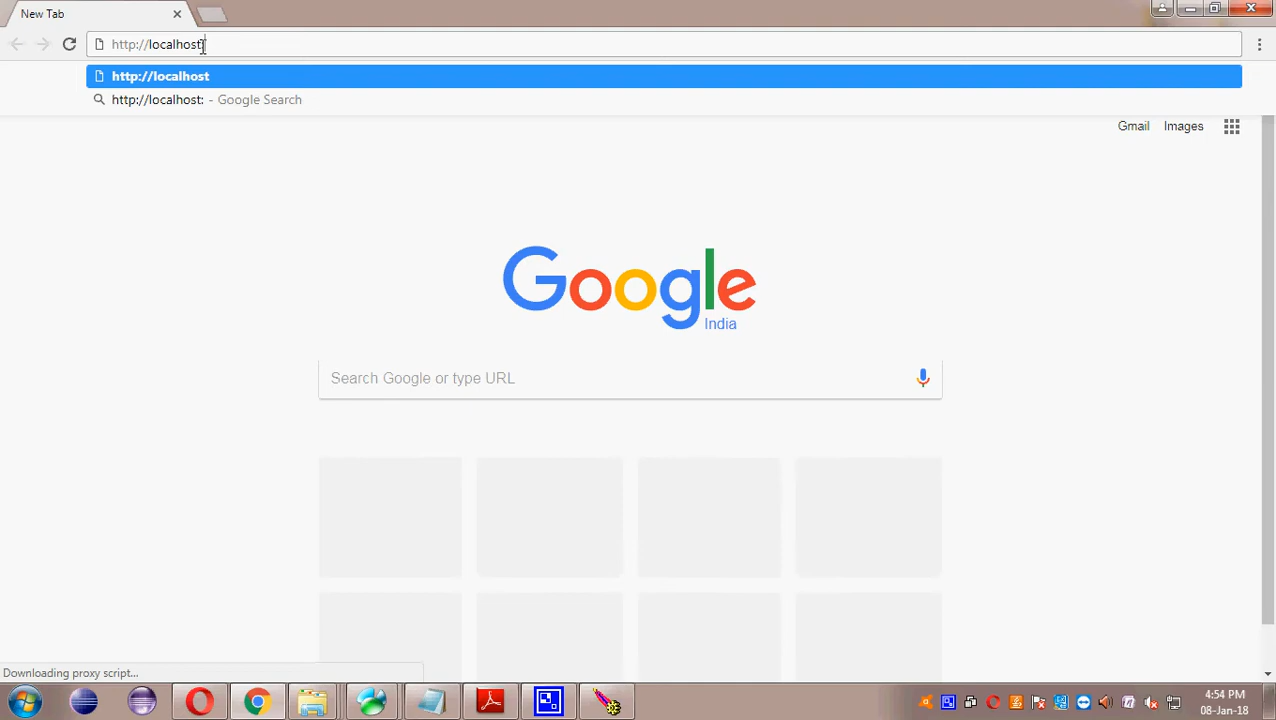 New Tab
http://localhost:
http://localhost
http://localhost: - Google Search
Gmail Images
Google
India
Search Google or type URL
Downloading proxy script...
4:54 PM
08-Jan-18